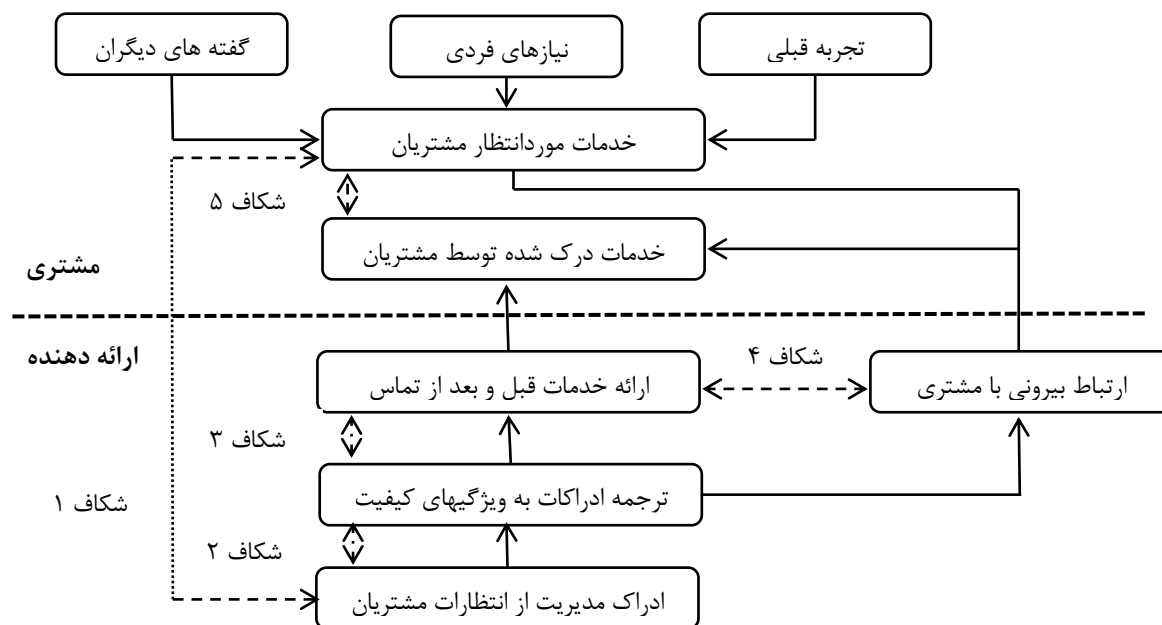 تجربه قبلی
نیازهای فردی
گفته های دیگران
خدمات موردانتظار مشتریان
شکاف ۵
خدمات درک شده توسط مشتریان
مشتری
ارائه دهنده
ارائه خدمات قبل و بعد از تماس
شکاف ۴
ارتباط بیرونی با مشتری
شکاف ۳
ترجمه ادراکات به ویژگیهای کیفیت
شکاف ۱
شکاف ۲
ادراک مدیریت از انتظارات مشتریان